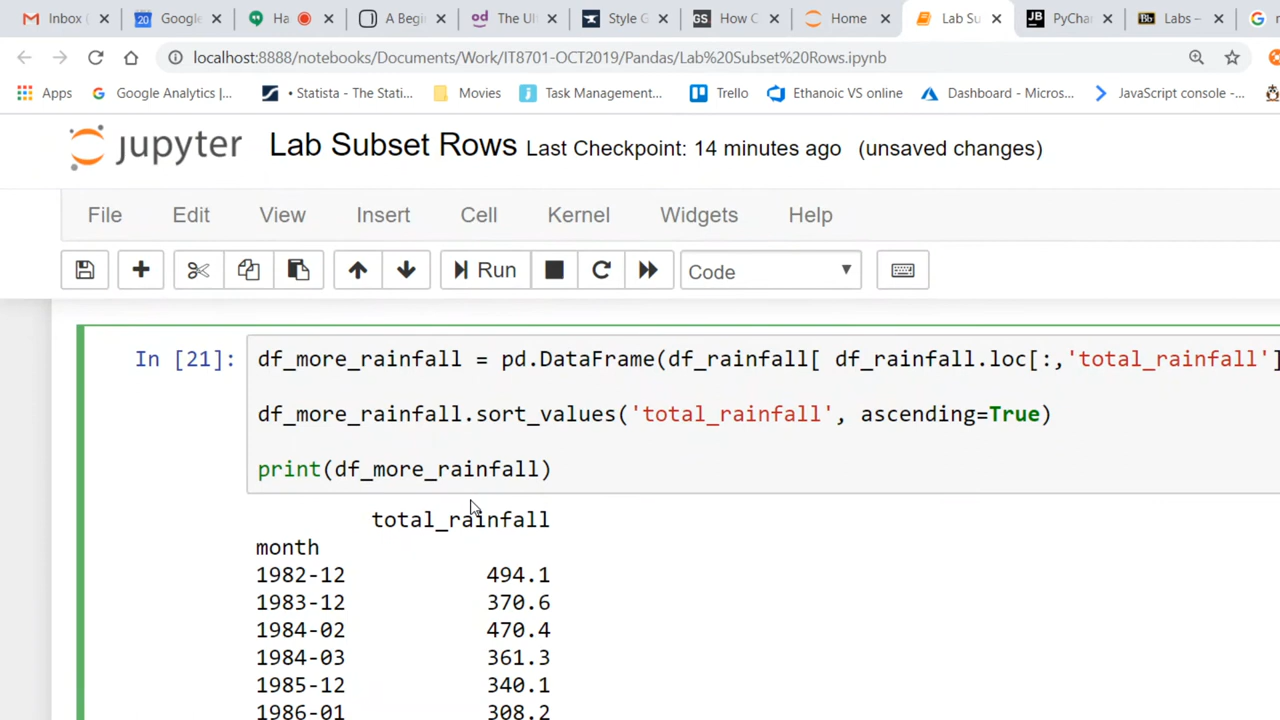 Inbox ( Google Ha A Begi The Ul Style G How C Home Lab Su PyChar Labs –
localhost:8888/notebooks/Documents/Work/IT8701-OCT2019/Pandas/Lab%20Subset%20Rows.ipynb
Apps Google Analytics |... • Statista - The Stati... Movies Task Management... Trello Ethanoic VS online Dashboard - Micros... JavaScript console -...
jupyter Lab Subset Rows Last Checkpoint: 14 minutes ago (unsaved changes)
File Edit View Insert Cell Kernel Widgets Help
Run Code
In [21]: df_more_rainfall = pd.DataFrame(df_rainfall[ df_rainfall.loc[:,'total_rainfall']
df_more_rainfall.sort_values('total_rainfall', ascending=True)
print(df_more_rainfall)
total_rainfall
month
1982-12 494.1
1983-12 370.6
1984-02 470.4
1984-03 361.3
1985-12 340.1
1986-01 308.2